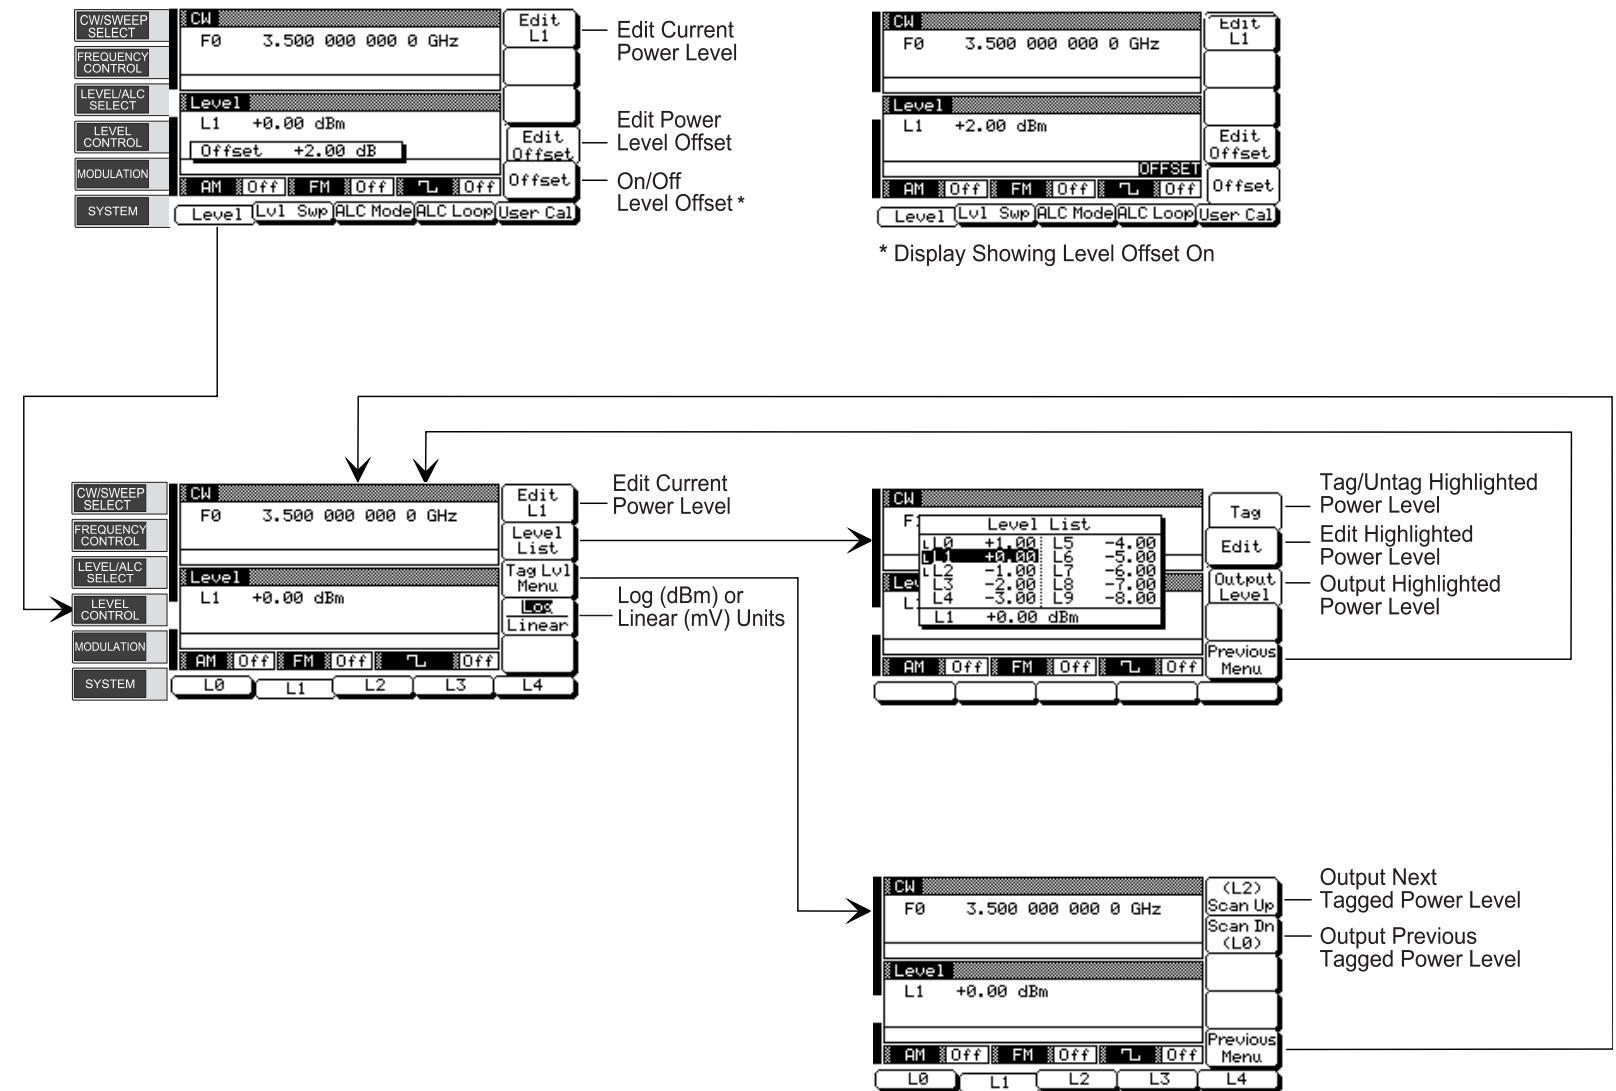 CW/SWEEP
SELECT
FREQUENCY
CONTROL
LEVEL/ALC
SELECT
LEVEL
CONTROL
MODULATION
SYSTEM
CW
F0 3.500 000 000 0 GHz
Level
L1 +0.00 dBm
Offset +2.00 dB
AM Off FM Off Off
Level Lvl Swp ALC Mode ALC Loop User Cal
Edit
L1
Edit
Offset
Offset
Edit Current
Power Level
Edit Power
Level Offset
On/Off
Level Offset *
CW
F0 3.500 000 000 0 GHz
Level
L1 +2.00 dBm
OFFSET
AM Off FM Off Off
Level Lvl Swp ALC Mode ALC Loop User Cal
Edit
L1
Edit
Offset
Offset
* Display Showing Level Offset On
CW/SWEEP
SELECT
FREQUENCY
CONTROL
LEVEL/ALC
SELECT
LEVEL
CONTROL
MODULATION
SYSTEM
CW
F0 3.500 000 000 0 GHz
Level
L1 +0.00 dBm
AM Off FM Off Off
L0 L1 L2 L3 L4
Edit
L1
Level
List
Tag Lvl
Menu
Log
Linear
Edit Current
Power Level
Log (dBm) or
Linear (mV) Units
CW
F
Level List
L0 +1.00 L5 -4.00
L1 +0.00 L6 -5.00
L2 -1.00 L7 -6.00
L3 -2.00 L8 -7.00
L4 -3.00 L9 -8.00
L1 +0.00 dBm
Lev
L
AM Off FM Off Off
Tag
Edit
Output
Level
Previous
Menu
Tag/Untag Highlighted
Power Level
Edit Highlighted
Power Level
Output Highlighted
Power Level
CW
F0 3.500 000 000 0 GHz
Level
L1 +0.00 dBm
AM Off FM Off Off
L0 L1 L2 L3 L4
(L2)
Scan Up
Scan Dn
(L0)
Previous
Menu
Output Next
Tagged Power Level
Output Previous
Tagged Power Level